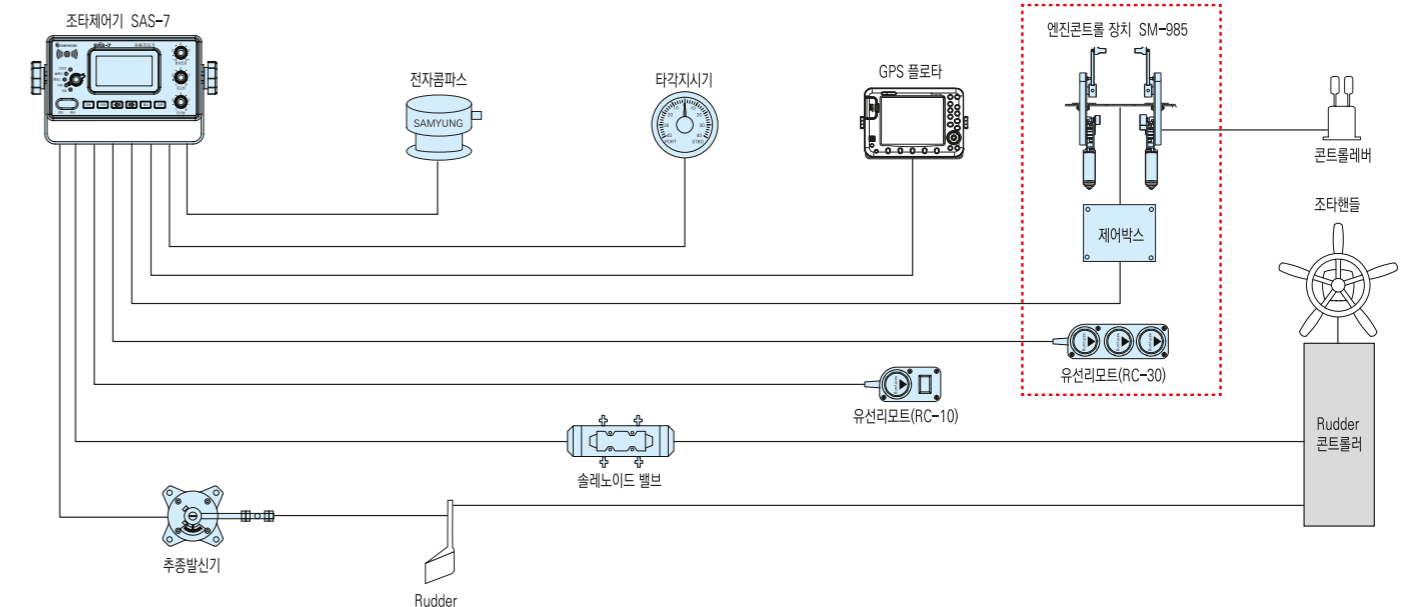 조타제어기 SAS-7
엔진콘트롤 장치 SM-985
전자콤파스
타각지시기
GPS 플로타
SAMYUNG
PORT
STBD
콘트롤레버
조타핸들
제어박스
유선리모트(RC-30)
유선리모트(RC-10)
Rudder
콘트롤러
솔레노이드 밸브
추종발신기
Rudder